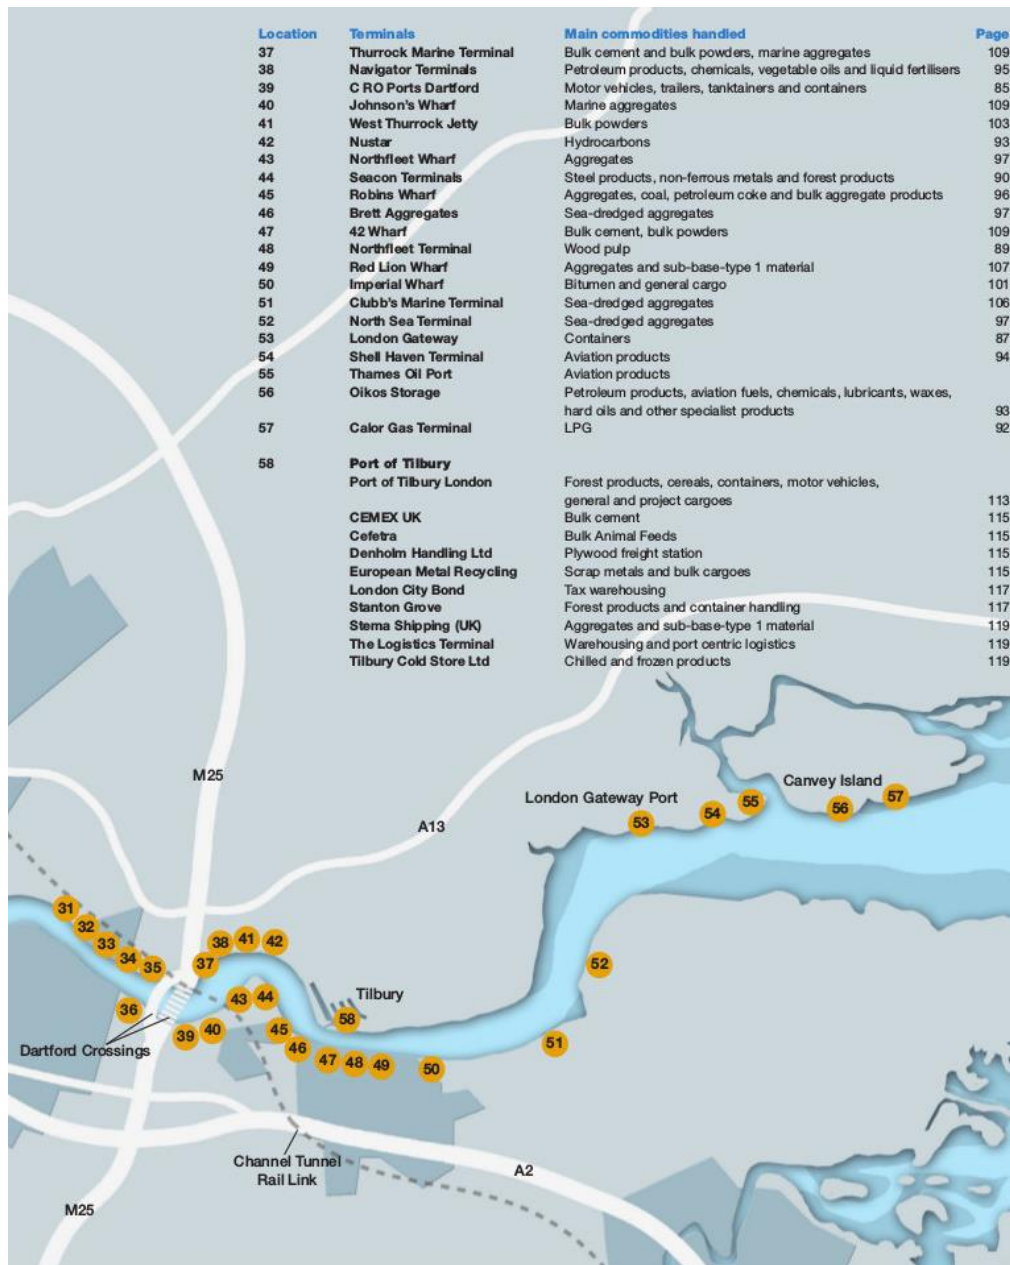 Location Terminals Main commodities handled Page
37 Thurrock Marine Terminal Bulk cement and bulk powders, marine aggregates 109
38 Navigator Terminals Petroleum products, chemicals, vegetable oils and liquid fertilisers 95
39 C RO Ports Dartford Motor vehicles, trailers, tanktainers and containers 85
40 Johnson's Wharf Marine aggregates 109
41 West Thurrock Jetty Bulk powders 103
42 Nustar Hydrocarbons 93
43 Northfleet Wharf Aggregates 97
44 Seacon Terminals Steel products, non-ferrous metals and forest products 90
45 Robins Wharf Aggregates, coal, petroleum coke and bulk aggregate products 96
46 Brett Aggregates Sea-dredged aggregates 97
47 42 Wharf Bulk cement, bulk powders 109
48 Northfleet Terminal Wood pulp 89
49 Red Lion Wharf Aggregates and sub-base-type 1 material 107
50 Imperial Wharf Bitumen and general cargo 101
51 Clubb's Marine Terminal Sea-dredged aggregates 106
52 North Sea Terminal Sea-dredged aggregates 97
53 London Gateway Containers 87
54 Shell Haven Terminal Aviation products 94
55 Thames Oil Port Aviation products
56 Oikos Storage Petroleum products, aviation fuels, chemicals, lubricants, waxes,
hard oils and other specialist products 93
57 Calor Gas Terminal LPG 92
58 Port of Tilbury
Port of Tilbury London Forest products, cereals, containers, motor vehicles,
general and project cargoes 113
CEMEX UK Bulk cement 115
Cefetra Bulk Animal Feeds 115
Denholm Handling Ltd Plywood freight station 115
European Metal Recycling Scrap metals and bulk cargoes 115
London City Bond Tax warehousing 117
Stanton Grove Forest products and container handling 117
Stema Shipping (UK) Aggregates and sub-base-type 1 material 119
The Logistics Terminal Warehousing and port centric logistics 119
Tilbury Cold Store Ltd Chilled and frozen products 119
M25
Canvey Island
London Gateway Port
57
56
55
54
53
A13
31
32
33
34
35
36
37
38
41
42
52
43
44
Tilbury
58
39
40
45
46
47
48
49
50
51
Dartford Crossings
Channel Tunnel
Rail Link
A2
M25